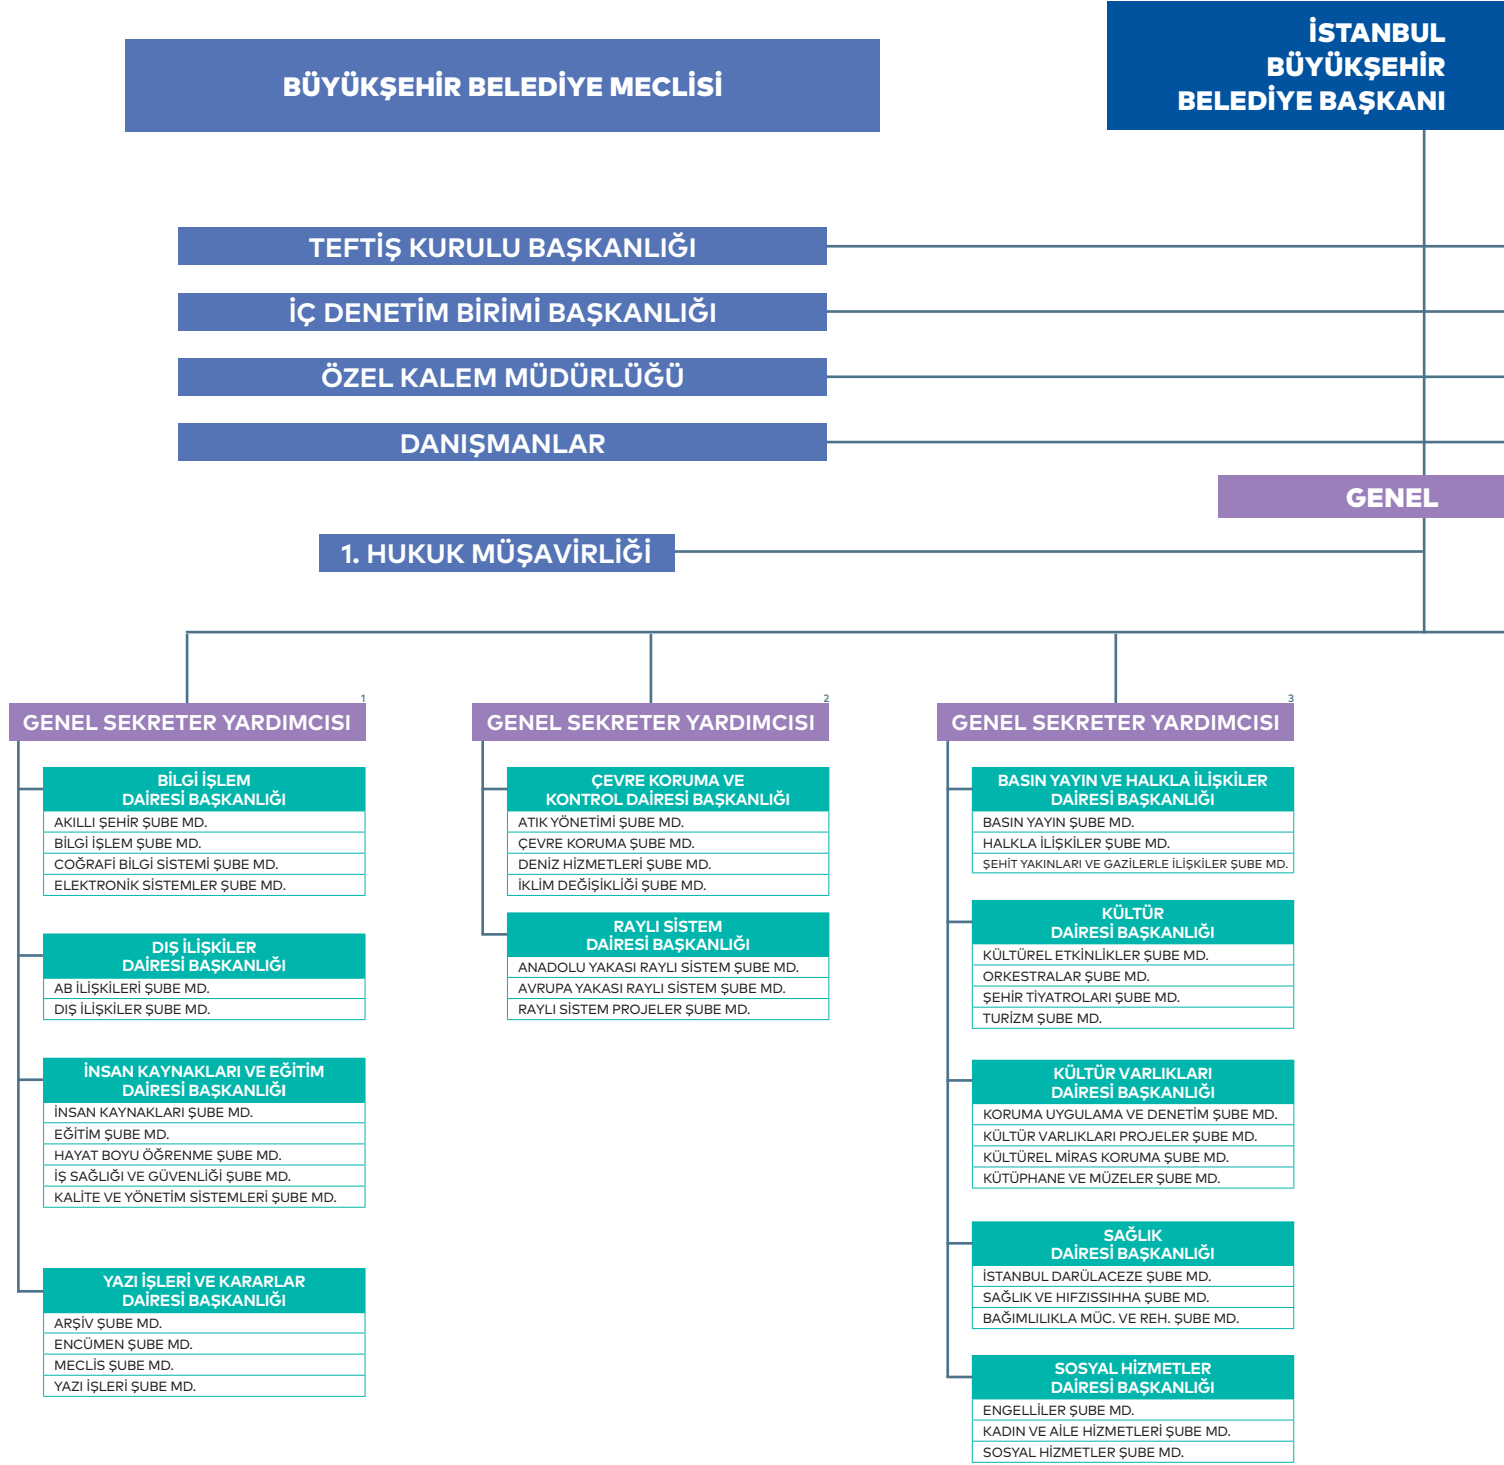 BÜYÜKŞEHİR BELEDİYE MECLİSİ
İSTANBUL
BÜYÜKŞEHİR
BELEDİYE BAŞKANI
TEFTİŞ KURULU BAŞKANLIĞI
İÇ DENETİM BİRİMİ BAŞKANLIĞI
ÖZEL KALEM MÜDÜRLÜĞÜ
DANIŞMANLAR
GENEL
1. HUKUK MÜŞAVİRLİĞİ
1
GENEL SEKRETER YARDIMCISI
BİLGİ İŞLEM
DAİRESİ BAŞKANLIĞI
AKILLI ŞEHİR ŞUBE MD.
BİLGİ İŞLEM ŞUBE MD.
COĞRAFİ BİLGİ SİSTEMİ ŞUBE MD.
ELEKTRONİK SİSTEMLER ŞUBE MD.
DIŞ İLİŞKİLER
DAİRESİ BAŞKANLIĞI
AB İLİŞKİLERİ ŞUBE MD.
DIŞ İLİŞKİLER ŞUBE MD.
İNSAN KAYNAKLARI VE EĞİTİM
DAİRESİ BAŞKANLIĞI
İNSAN KAYNAKLARI ŞUBE MD.
EĞİTİM ŞUBE MD.
HAYAT BOYU ÖĞRENME ŞUBE MD.
İŞ SAĞLIĞI VE GÜVENLİĞİ ŞUBE MD.
KALİTE VE YÖNETİM SİSTEMLERİ ŞUBE MD.
YAZI İŞLERİ VE KARARLAR
DAİRESİ BAŞKANLIĞI
ARŞİV ŞUBE MD.
ENCÜMEN ŞUBE MD.
MECLİS ŞUBE MD.
YAZI İŞLERİ ŞUBE MD.
2
GENEL SEKRETER YARDIMCISI
ÇEVRE KORUMA VE
KONTROL DAİRESİ BAŞKANLIĞI
ATIK YÖNETİMİ ŞUBE MD.
ÇEVRE KORUMA ŞUBE MD.
DENİZ HİZMETLERİ ŞUBE MD.
İKLİM DEĞİŞİKLİĞİ ŞUBE MD.
RAYLI SİSTEM
DAİRESİ BAŞKANLIĞI
ANADOLU YAKASI RAYLI SİSTEM ŞUBE MD.
AVRUPA YAKASI RAYLI SİSTEM ŞUBE MD.
RAYLI SİSTEM PROJELER ŞUBE MD.
3
GENEL SEKRETER YARDIMCISI
BASIN YAYIN VE HALKLA İLİŞKİLER
DAİRESİ BAŞKANLIĞI
BASIN YAYIN ŞUBE MD.
HALKLA İLİŞKİLER ŞUBE MD.
ŞEHİT YAKINLARI VE GAZİLERLE İLİŞKİLER ŞUBE MD.
KÜLTÜR
DAİRESİ BAŞKANLIĞI
KÜLTÜREL ETKİNLİKLER ŞUBE MD.
ORKESTRALAR ŞUBE MD.
ŞEHİR TİYATROLARI ŞUBE MD.
TURİZM ŞUBE MD.
KÜLTÜR VARLIKLARI
DAİRESİ BAŞKANLIĞI
KORUMA UYGULAMA VE DENETİM ŞUBE MD.
KÜLTÜR VARLIKLARI PROJELER ŞUBE MD.
KÜLTÜREL MİRAS KORUMA ŞUBE MD.
KÜTÜPHANE VE MÜZELER ŞUBE MD.
SAĞLIK
DAİRESİ BAŞKANLIĞI
İSTANBUL DARÜLACEZE ŞUBE MD.
SAĞLIK VE HIFZISSIHHA ŞUBE MD.
BAĞIMLILIKLA MÜC. VE REH. ŞUBE MD.
SOSYAL HİZMETLER
DAİRESİ BAŞKANLIĞI
ENGELLİLER ŞUBE MD.
KADIN VE AİLE HİZMETLERİ ŞUBE MD.
SOSYAL HİZMETLER ŞUBE MD.